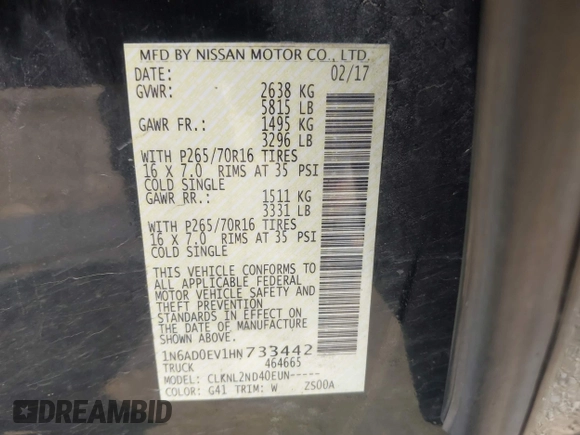 MFD BY NISSAN MOTOR CO., LTD.
DATE: 02/17
GVWR: 2638 KG
5815 LB
GAWR FR.: 1495 KG
3296 LB
WITH P265/70R16 TIRES
16 X 7.0 RIMS AT 35 PSI
COLD SINGLE
GAWR RR.: 1511 KG
3331 LB
WITH P265/70R16 TIRES
16 X 7.0 RIMS AT 35 PSI
COLD SINGLE
THIS VEHICLE CONFORMS TO
ALL APPLICABLE FEDERAL
MOTOR VEHICLE SAFETY AND
THEFT PREVENTION
STANDARDS IN EFFECT ON
THE DATE OF MANUFACTURE
SHOWN ABOVE.
1N6AD0EV1HN733442
TRUCK 464665
MODEL: CLKNL2ND40EUN-----
COLOR: G41 TRIM: W ZS00A
DREAMBID.COM